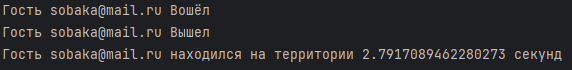 Гость sobaka@mail.ru Вошёл
Гость sobaka@mail.ru Вышел
Гость sobaka@mail.ru находился на территории 2.7917089462280273 секунд